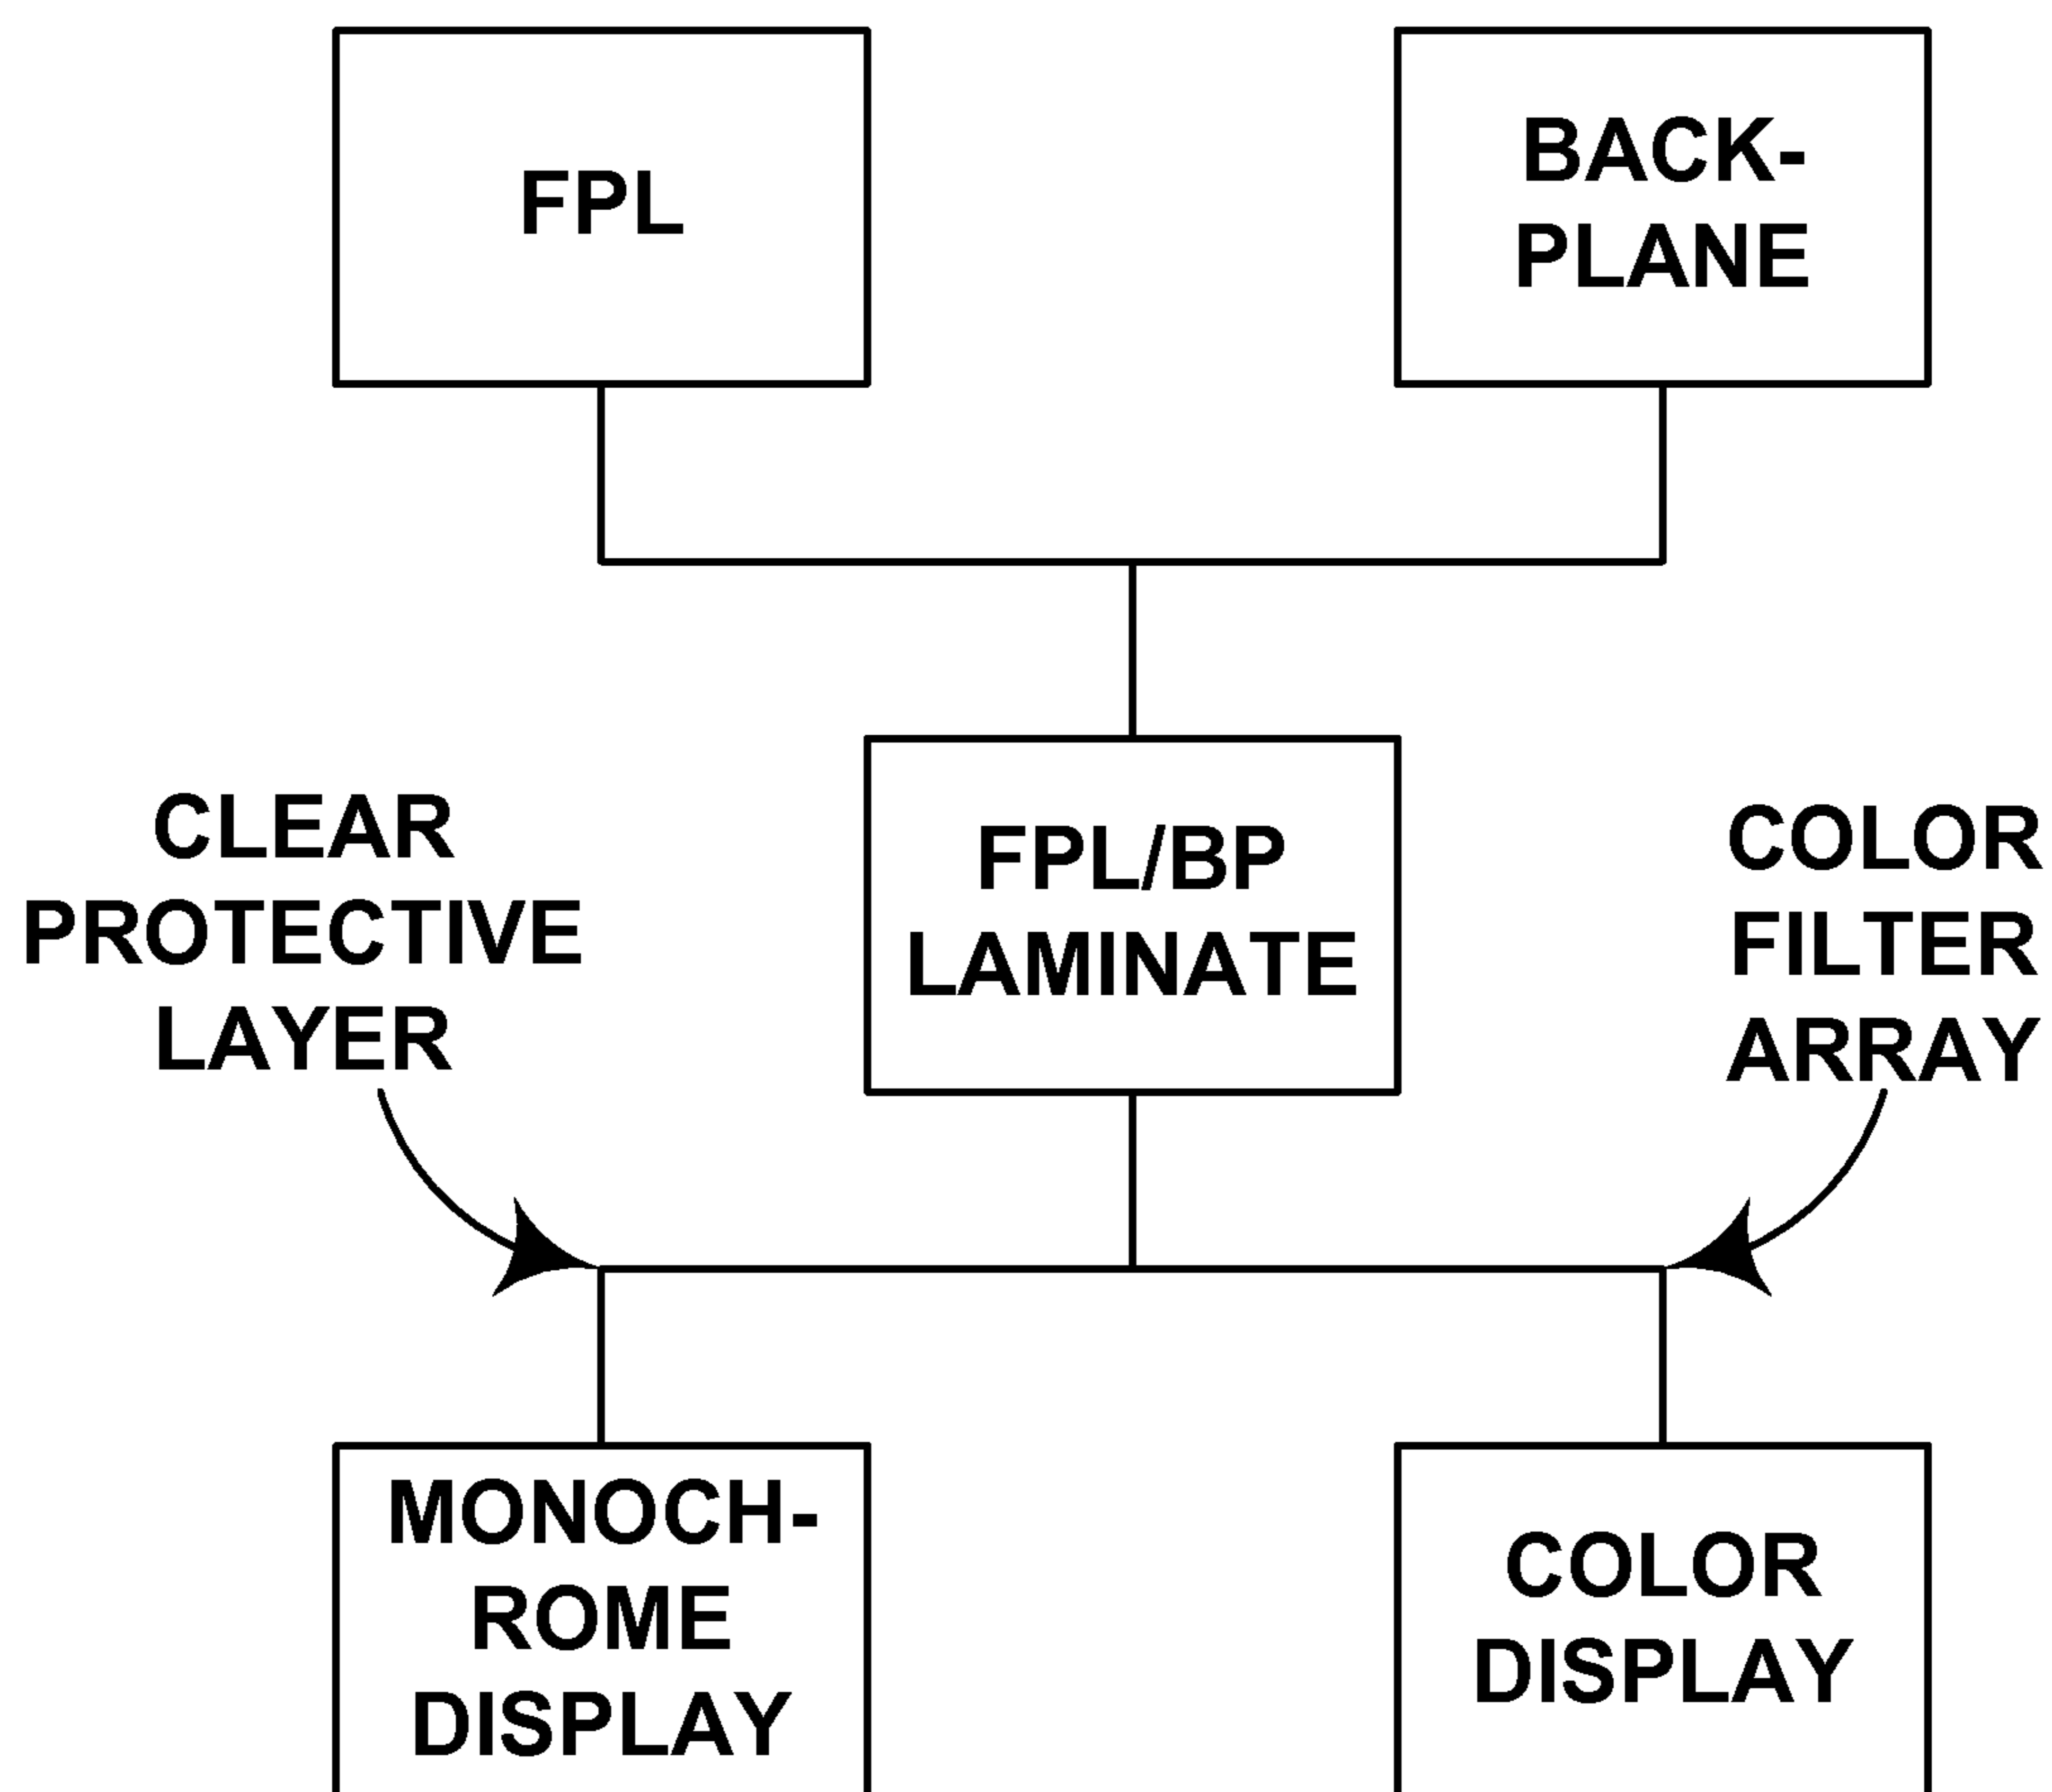 FPL
BACK-
PLANE
CLEAR
PROTECTIVE
LAYER
FPL/BP
LAMINATE
COLOR
FILTER
ARRAY
MONOCH-
ROME
DISPLAY
COLOR
DISPLAY